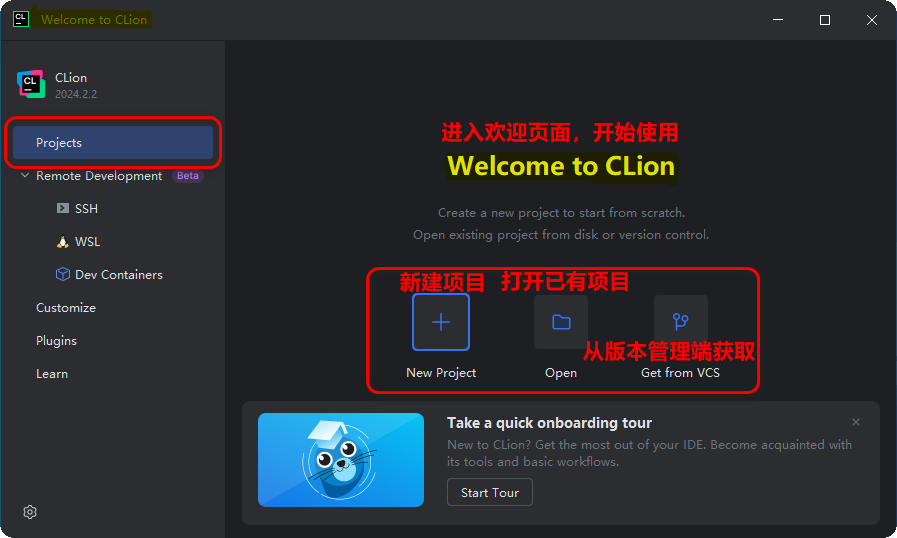 CL
Welcome to CLion
CL
CLion
2024.2.2
Projects
Remote Development Beta
SSH
WSL
Dev Containers
Customize
Plugins
Learn
进入欢迎页面，开始使用
Welcome to CLion
Create a new project to start from scratch.
Open existing project from disk or version control.
新建项目 打开已有项目
从版本管理端获取
New Project Open Get from VCS
Take a quick onboarding tour
New to CLion? Get the most out of your IDE. Become acquainted with
its tools and basic workflows.
Start Tour